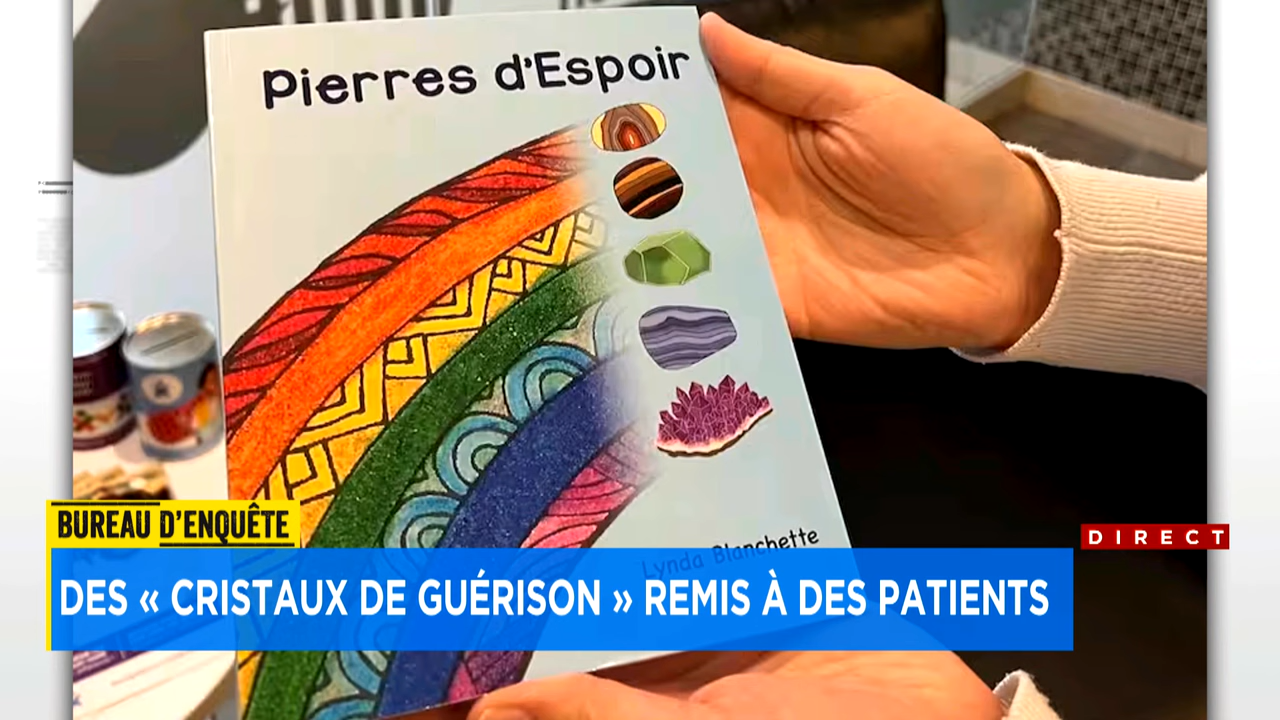 Pierres d'Espoir
Lynda Blanchette
BUREAU D'ENQUÊTE
DIRECT
DES « CRISTAUX DE GUÉRISON » REMIS À DES PATIENTS